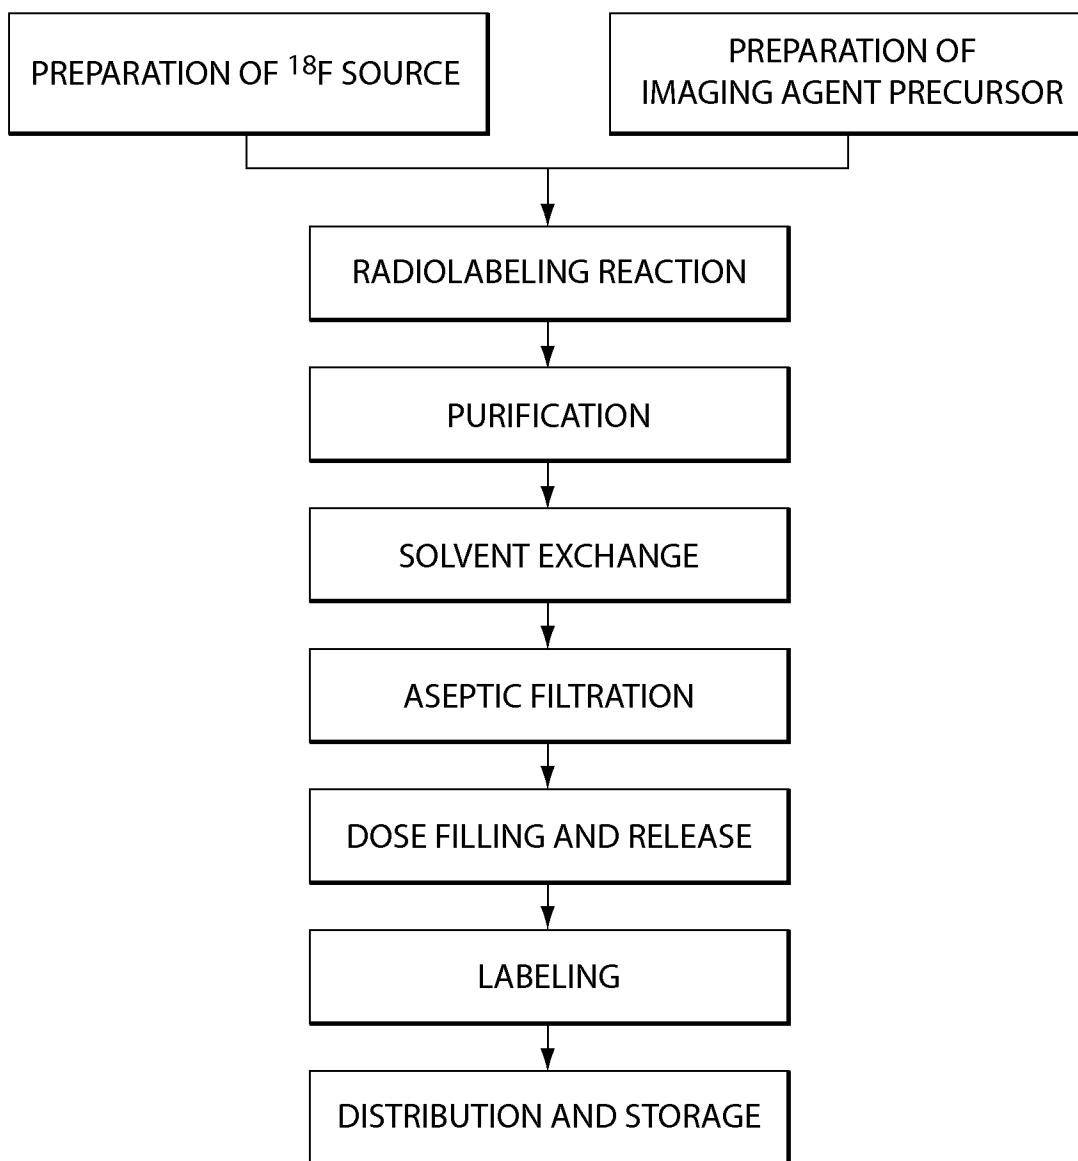 PREPARATION OF ¹⁸F SOURCE
PREPARATION OF
IMAGING AGENT PRECURSOR
RADIOLABELING REACTION
PURIFICATION
SOLVENT EXCHANGE
ASEPTIC FILTRATION
DOSE FILLING AND RELEASE
LABELING
DISTRIBUTION AND STORAGE